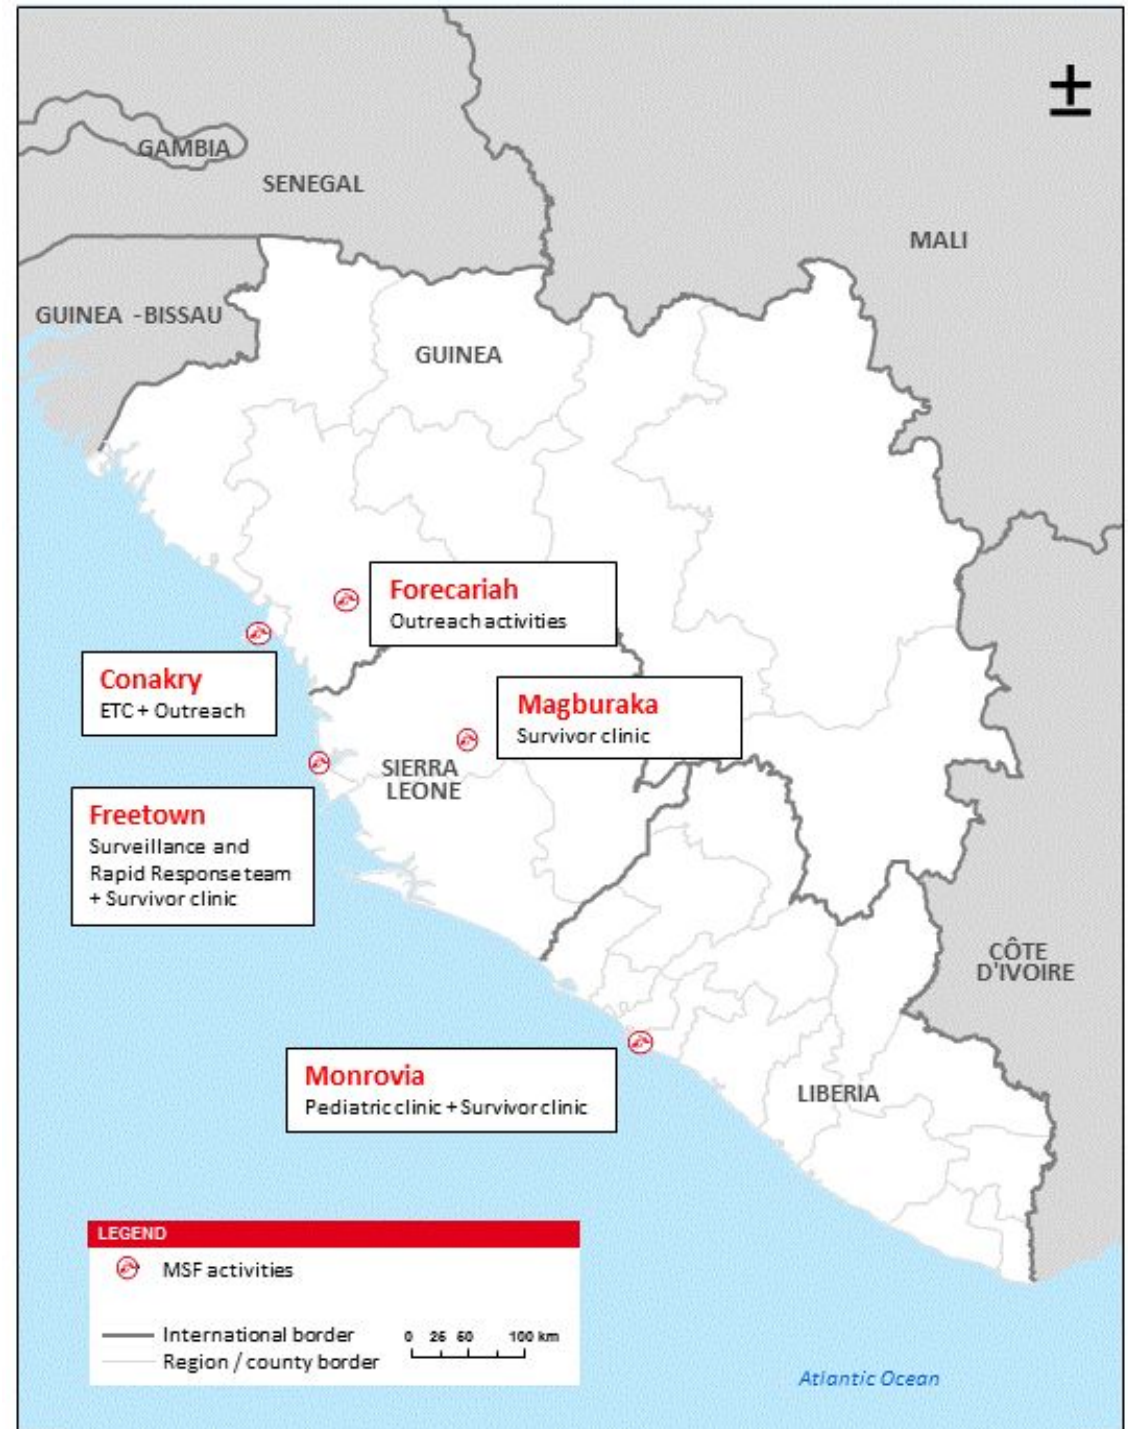 ±
GAMBIA
SENEGAL
MALI
GUINEA -BISSAU
GUINEA
Forecariah
Outreach activities
Conakry
ETC + Outreach
Magburaka
Survivor clinic
SIERRA
LEONE
Freetown
Surveillance and
Rapid Response team
+ Survivor clinic
CÔTE
D'IVOIRE
Monrovia
Pediatric clinic + Survivor clinic
LIBERIA
LEGEND
MSF activities
International border
0 25 50 100 km
Region / county border
Atlantic Ocean